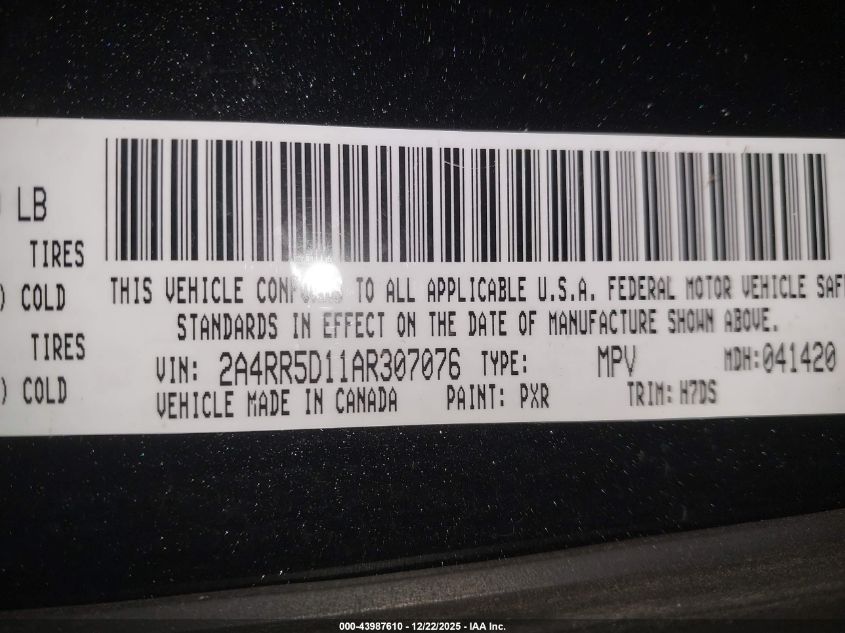 LB
TIRES
) COLD
TIRES
) COLD
THIS VEHICLE CONFORMS TO ALL APPLICABLE U.S.A. FEDERAL MOTOR VEHICLE SAF
STANDARDS IN EFFECT ON THE DATE OF MANUFACTURE SHOWN ABOVE.
VIN: 2A4RR5D11AR307076 TYPE: MPV MDH:041420
VEHICLE MADE IN CANADA PAINT: PXR TRIM: H7DS
000-43987610 - 12/22/2025 - IAA Inc.